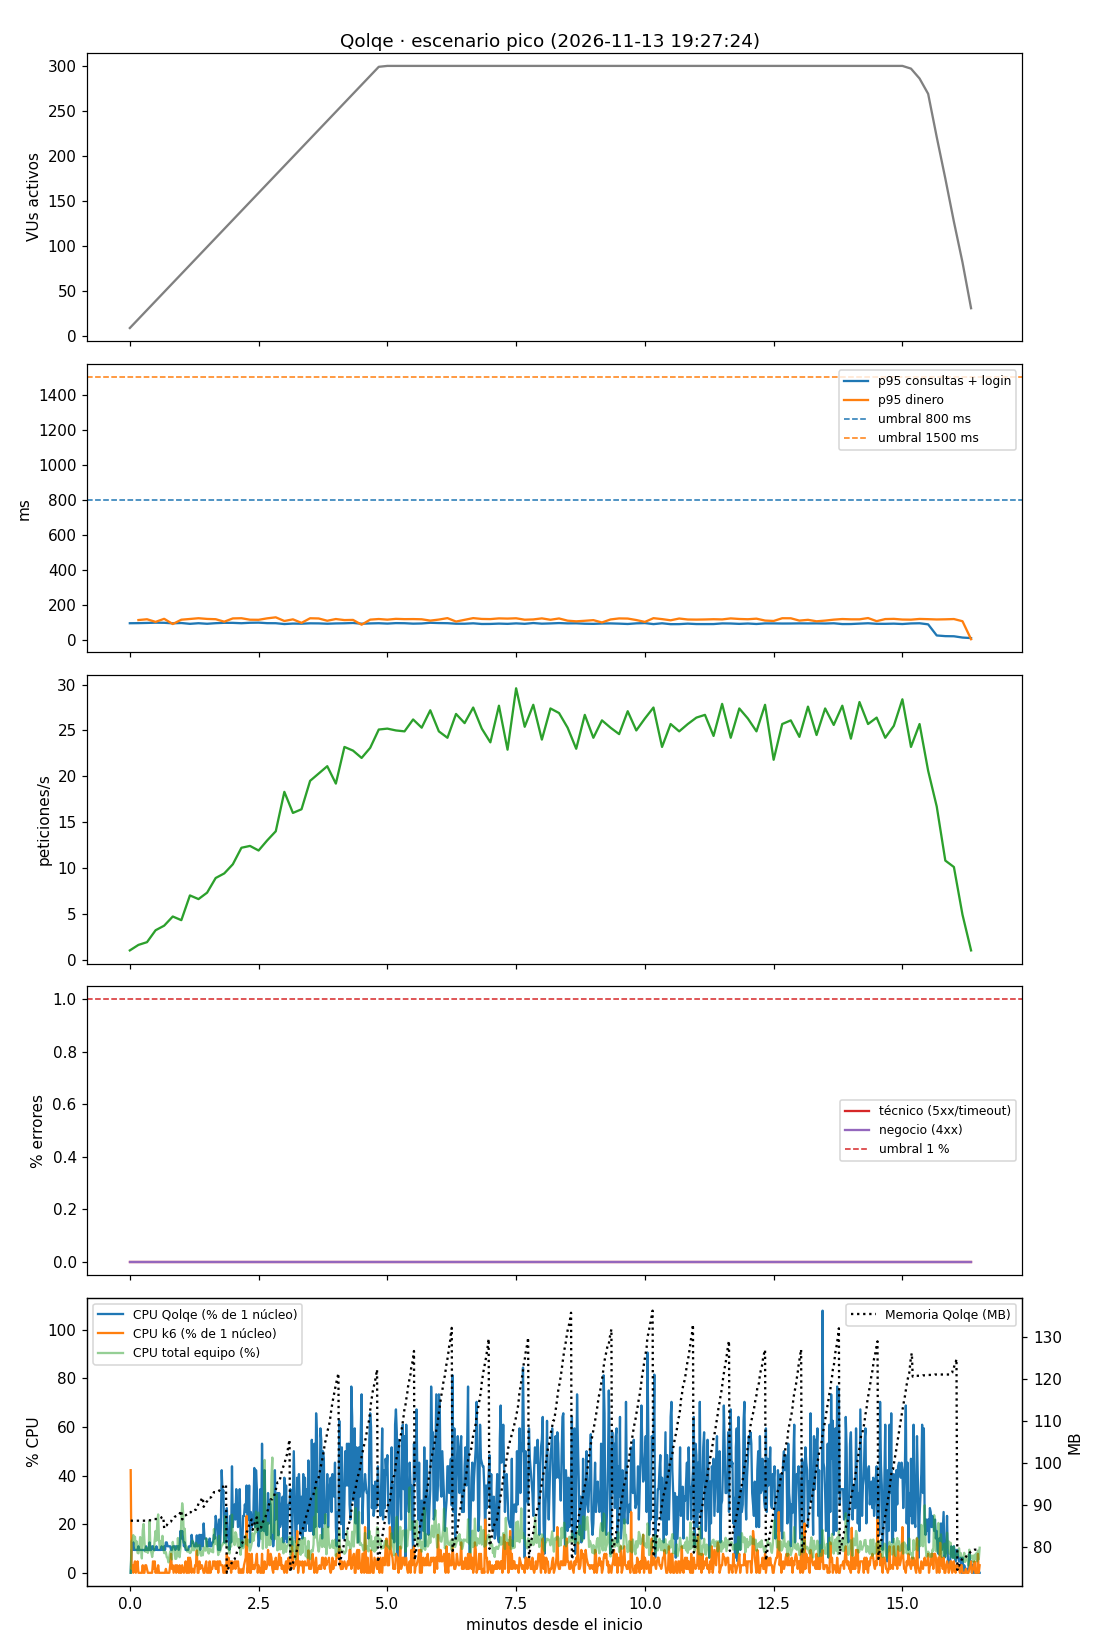 Qolqe · escenario pico (2026-11-13 19:27:24)
300
250
200
150
100
50
0
VUs activos
1400
1200
1000
800
600
400
200
0
ms
p95 consultas + login
p95 dinero
umbral 800 ms
umbral 1500 ms
30
25
20
15
10
5
0
peticiones/s
1.0
0.8
0.6
0.4
0.2
0.0
% errores
técnico (5xx/timeout)
negocio (4xx)
umbral 1 %
100
80
60
40
20
0
% CPU
CPU Qolqe (% de 1 núcleo)
CPU k6 (% de 1 núcleo)
CPU total equipo (%)
Memoria Qolqe (MB)
130
120
110
100
90
80
MB
0.0 2.5 5.0 7.5 10.0 12.5 15.0
minutos desde el inicio